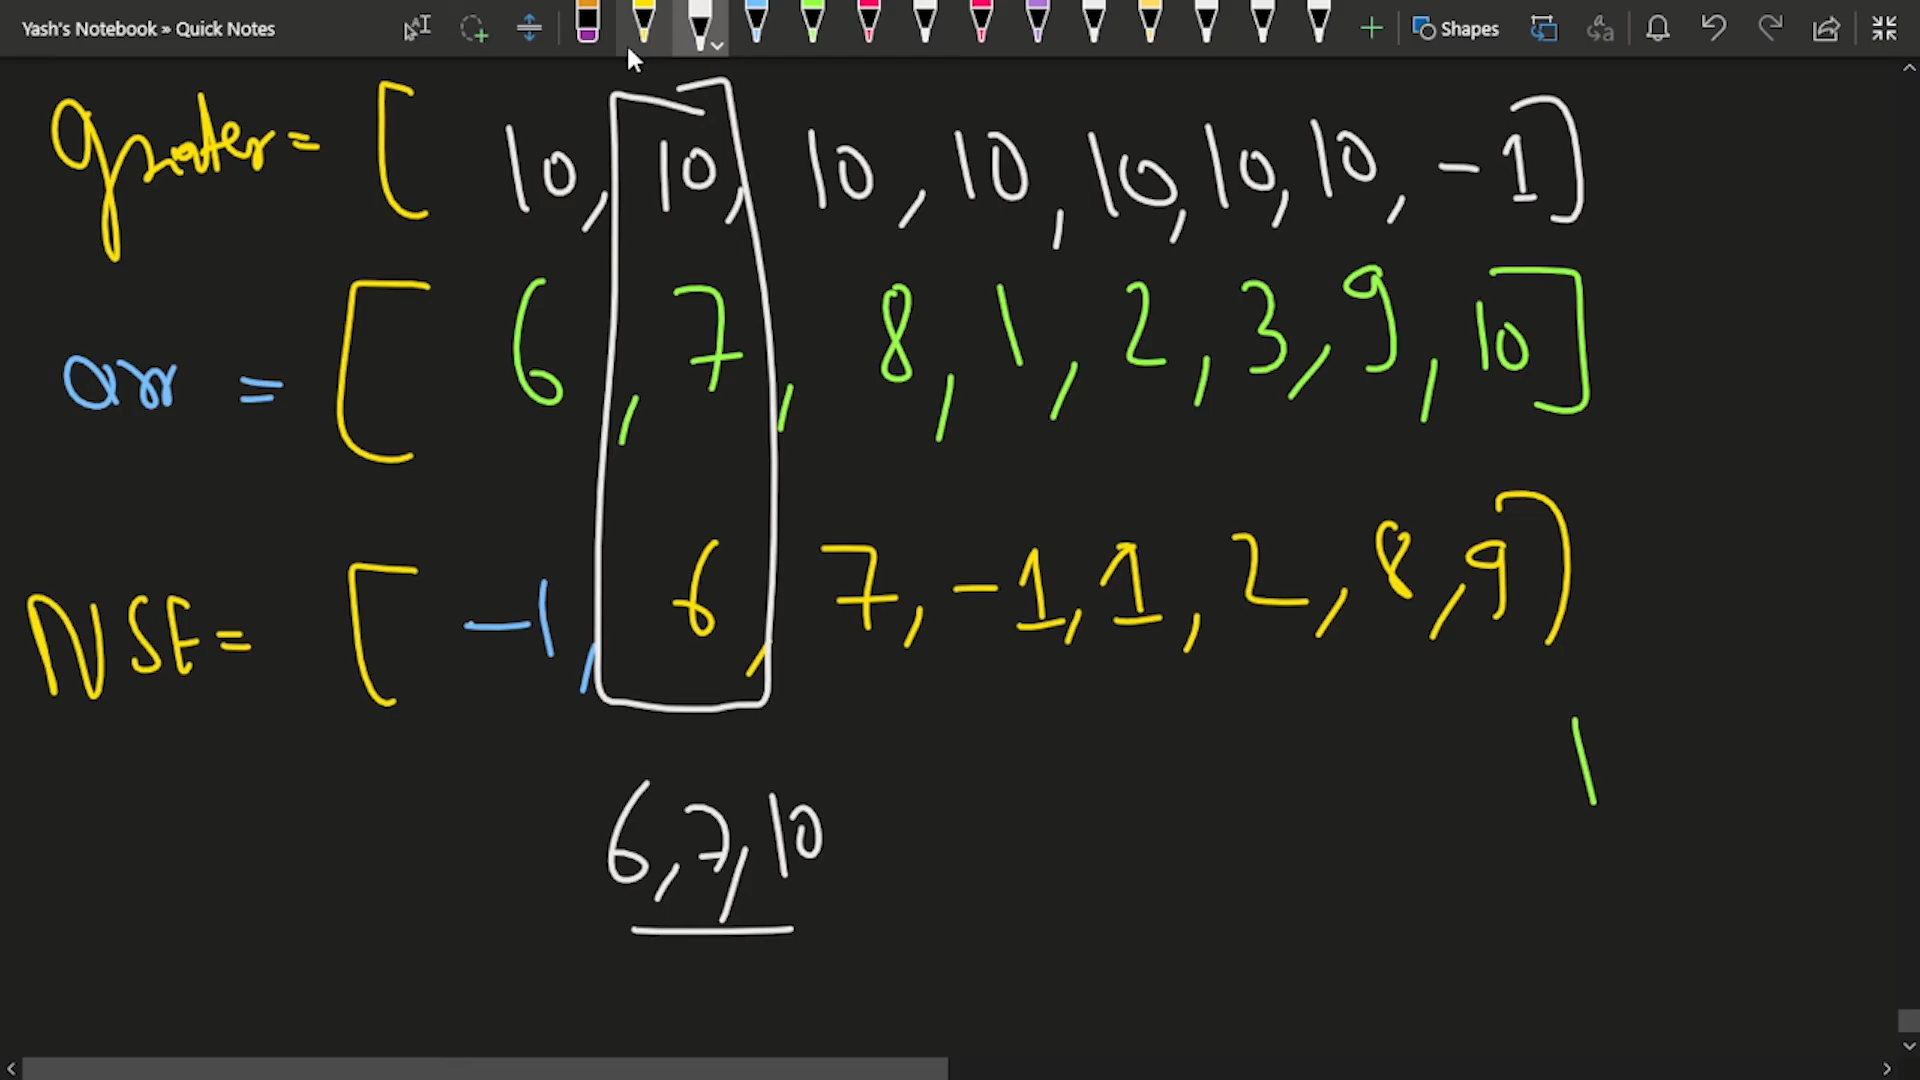 Yash's Notebook » Quick Notes
Shapes
greater = [ 10, 10, 10, 10, 10, 10, 10, -1]
arr = [ 6, 7, 8, 1, 2, 3, 9, 10]
NSE = [ -1, 6, 7, -1, 1, 2, 8, 9]
6, 7, 10